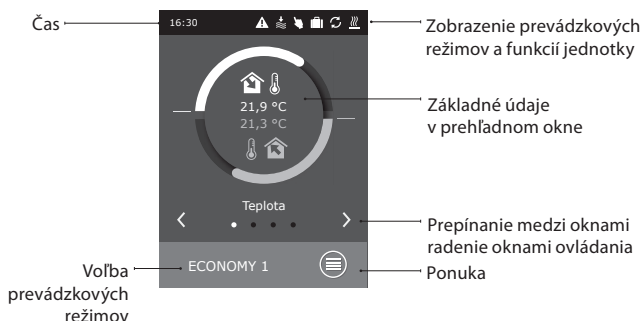 Čas
16:30
Zobrazenie prevádzkových
režimov a funkcií jednotky
21,9 °C
21,3 °C
Základné údaje
v prehľadnom okne
Teplota
Prepínanie medzi oknami
radenie oknami ovládania
Voľba
prevádzkových
režimov
ECONOMY 1
Ponuka